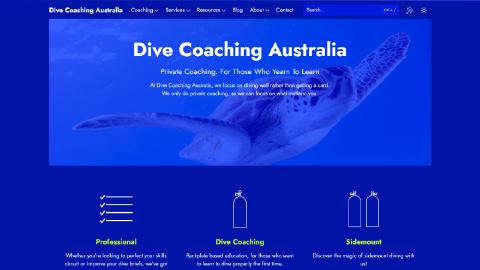 Dive Coaching Australia
Coaching Services Resources Blog About Contact Search...
Dive Coaching Australia
Private Coaching. For Those Who Yearn To Learn
At Dive Coaching Australia, we focus on diving well rather than getting a card.
We only do private coaching, so we can focus on what matters: you.
Professional
Whether you're looking to perfect your skills
circuit or improve your dive briefs, we've got
Dive Coaching
Backplate based education, for those who want
to learn to dive properly the first time.
Sidemount
Discover the magic of sidemount diving with
us!